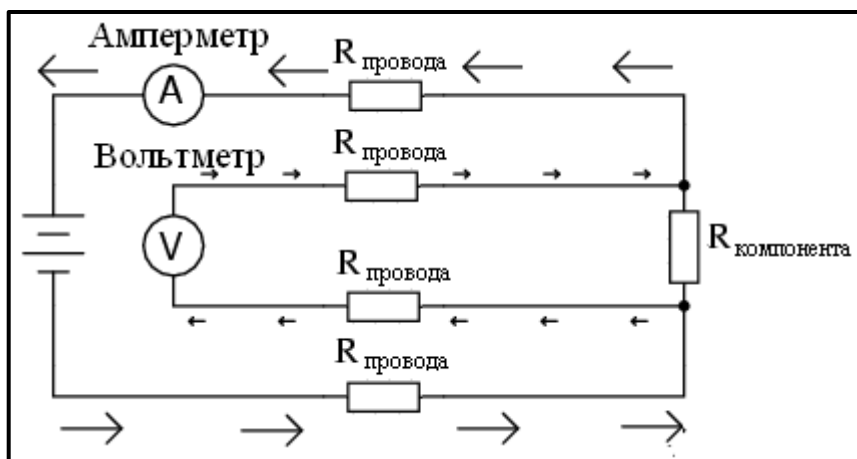 Амперметр
R провода
R провода
Вольтметр
A
V
R компонента
R провода
R провода